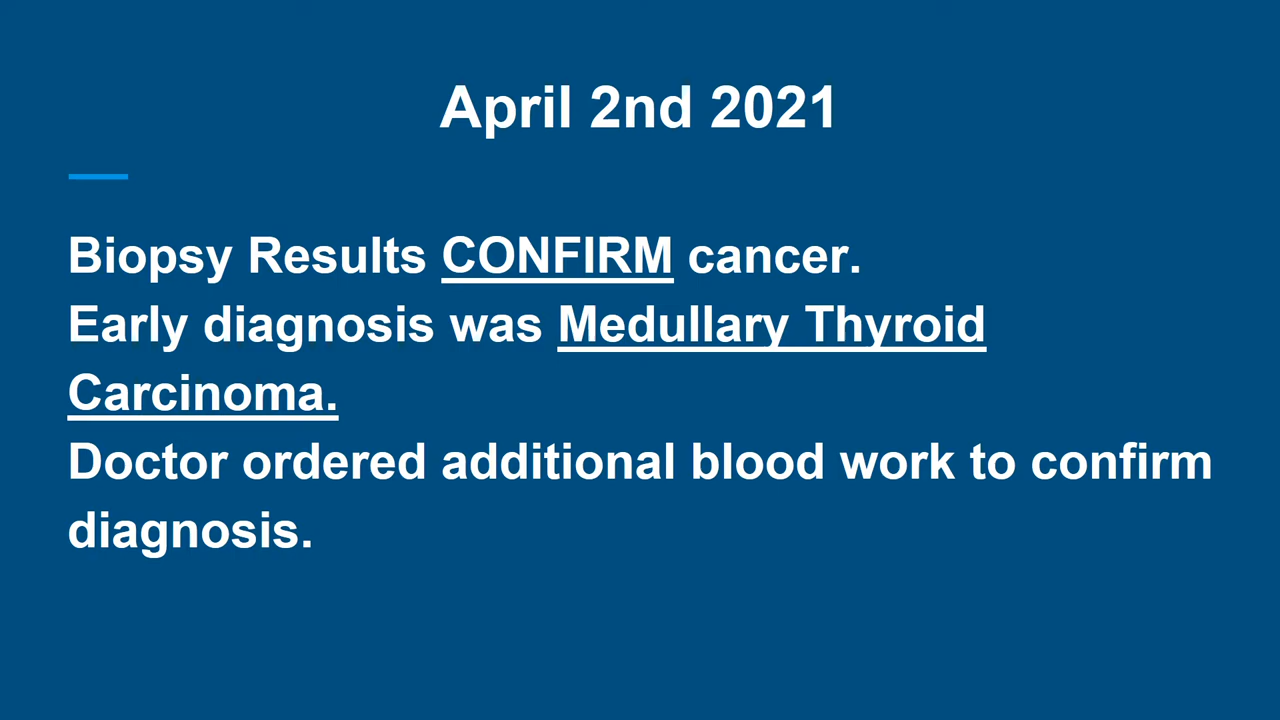 April 2nd 2021
Biopsy Results CONFIRM cancer.
Early diagnosis was Medullary Thyroid
Carcinoma.
Doctor ordered additional blood work to confirm
diagnosis.